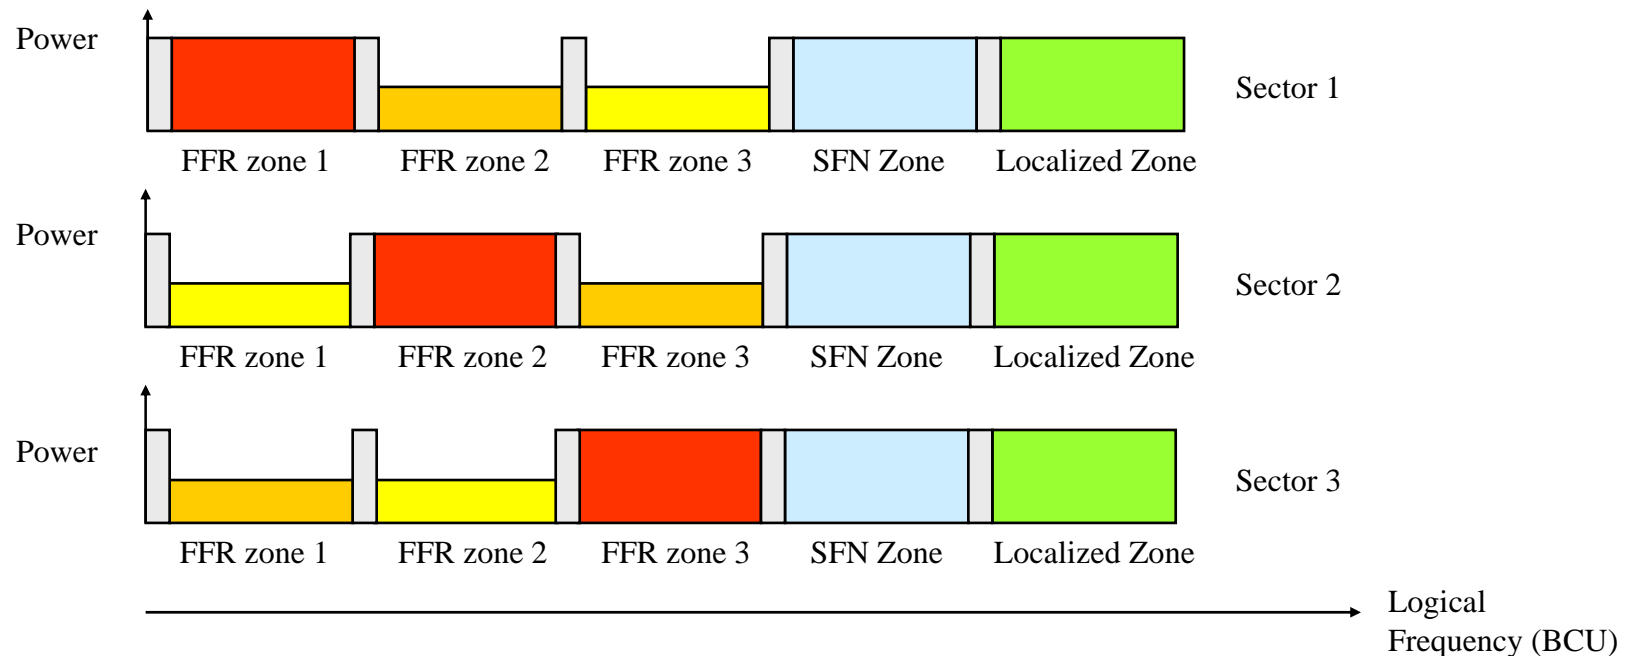 Power
Sector 1
FFR zone 1 FFR zone 2 FFR zone 3 SFN Zone Localized Zone
Power
Sector 2
FFR zone 1 FFR zone 2 FFR zone 3 SFN Zone Localized Zone
Power
Sector 3
FFR zone 1 FFR zone 2 FFR zone 3 SFN Zone Localized Zone
Logical
Frequency (BCU)